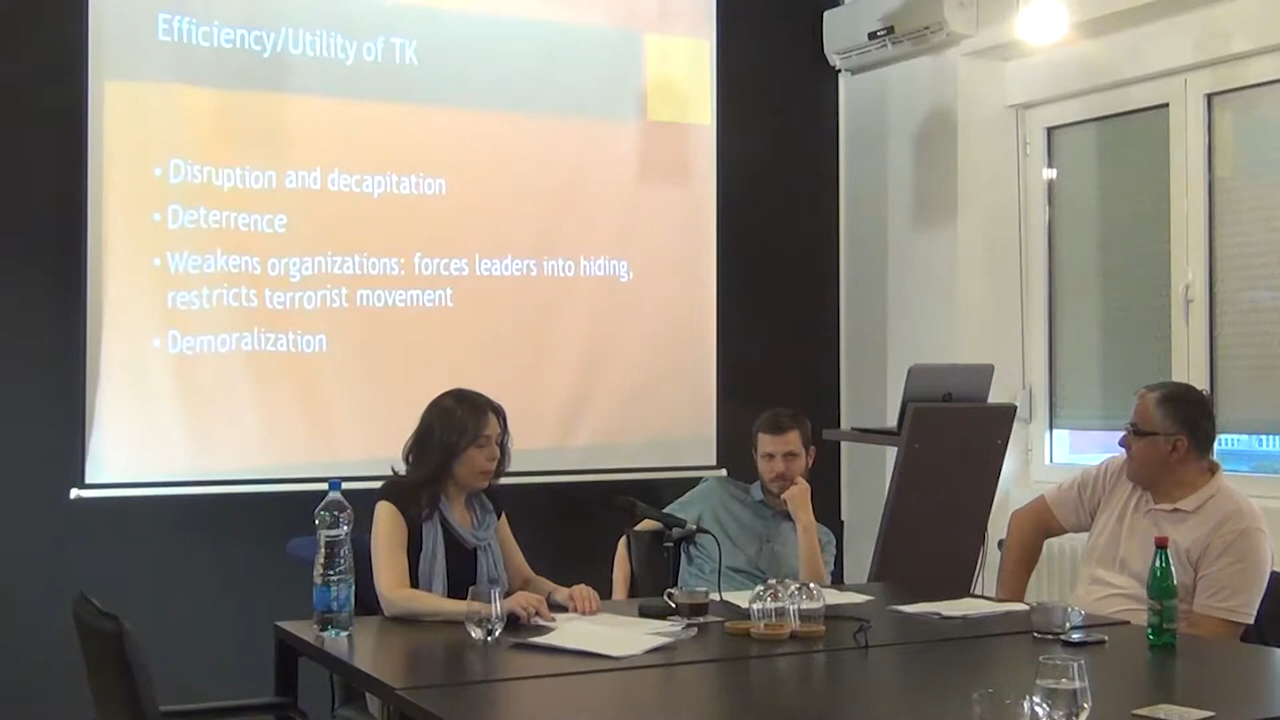 Efficiency/Utility of TK
• Disruption and decapitation
• Deterrence
• Weakens organizations: forces leaders into hiding,
restricts terrorist movement
• Demoralization